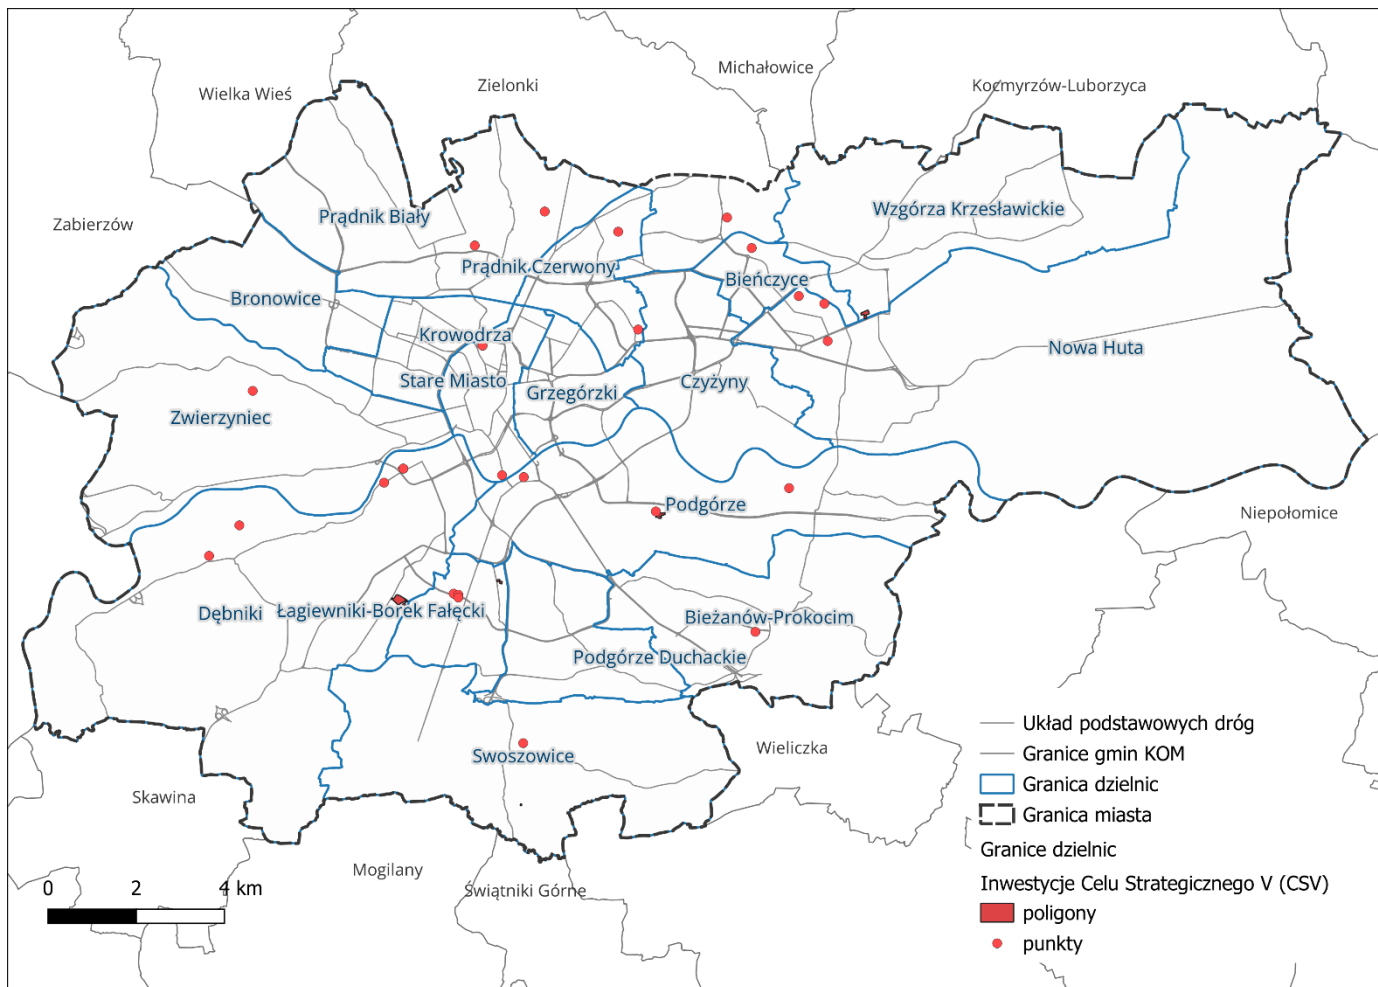 Michałowice
Zielonki
Kocmyrzów-Luborzyca
Wielka Wieś
Wzgórza Krzesławickie
Prądnik Biały
Zabierzów
Prądnik Czerwony
Bieńczyce
Bronowice
Krowodrza
Nowa Huta
Stare Miasto
Czyżyny
Grzegórzki
Zwierzyniec
Podgórze
Niepołomice
Dębniki
Łagiewniki-Borek Fałęcki
Bieżanów-Prokocim
Podgórze Duchackie
Wieliczka
Swoszowice
Skawina
Mogilany
Świątniki Górne
0 2 4 km
Układ podstawowych dróg
Granice gmin KOM
Granica dzielnic
Granica miasta
Granice dzielnic
Inwestycje Celu Strategicznego V (CSV)
poligony
punkty